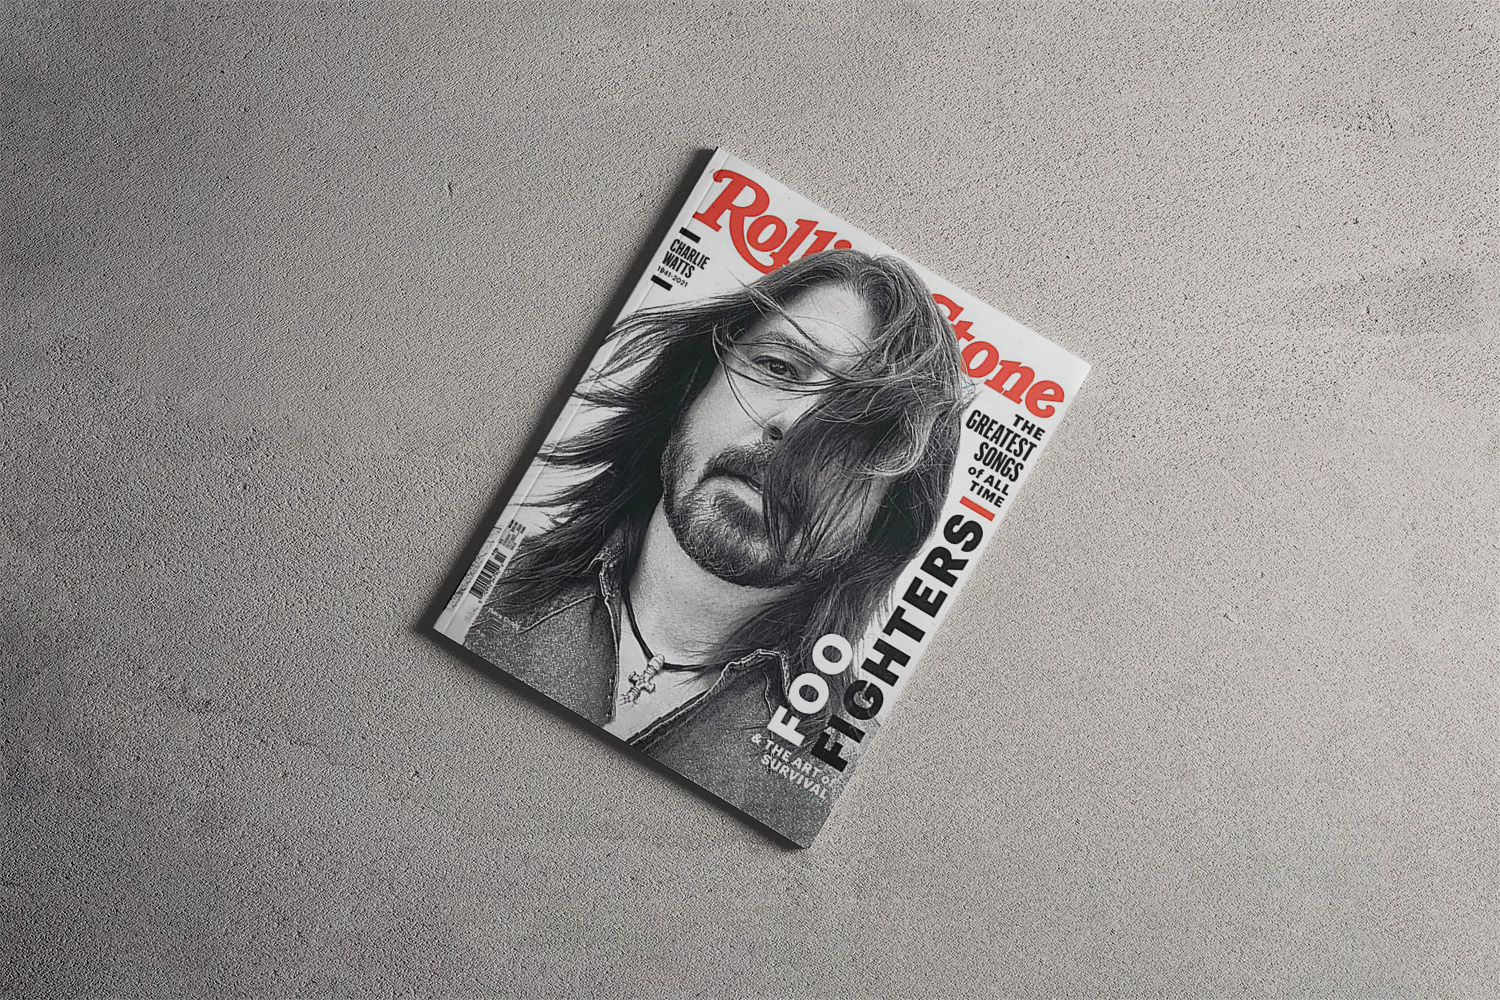 Rolling Stone
CHARLIE
WATTS
1941-2021
THE
GREATEST
SONGS
of ALL
TIME
FOO
FIGHTERS
& THE ART OF
SURVIVAL